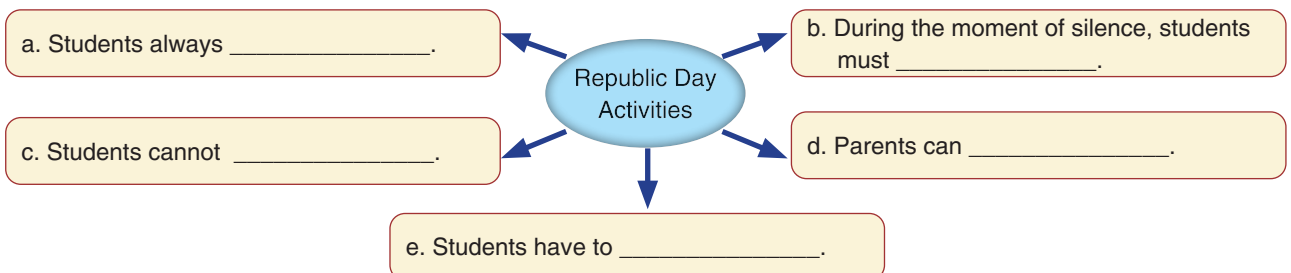 a. Students always _______________.
b. During the moment of silence, students
must _______________.
Republic Day
Activities
c. Students cannot _______________.
d. Parents can _______________.
e. Students have to _______________.